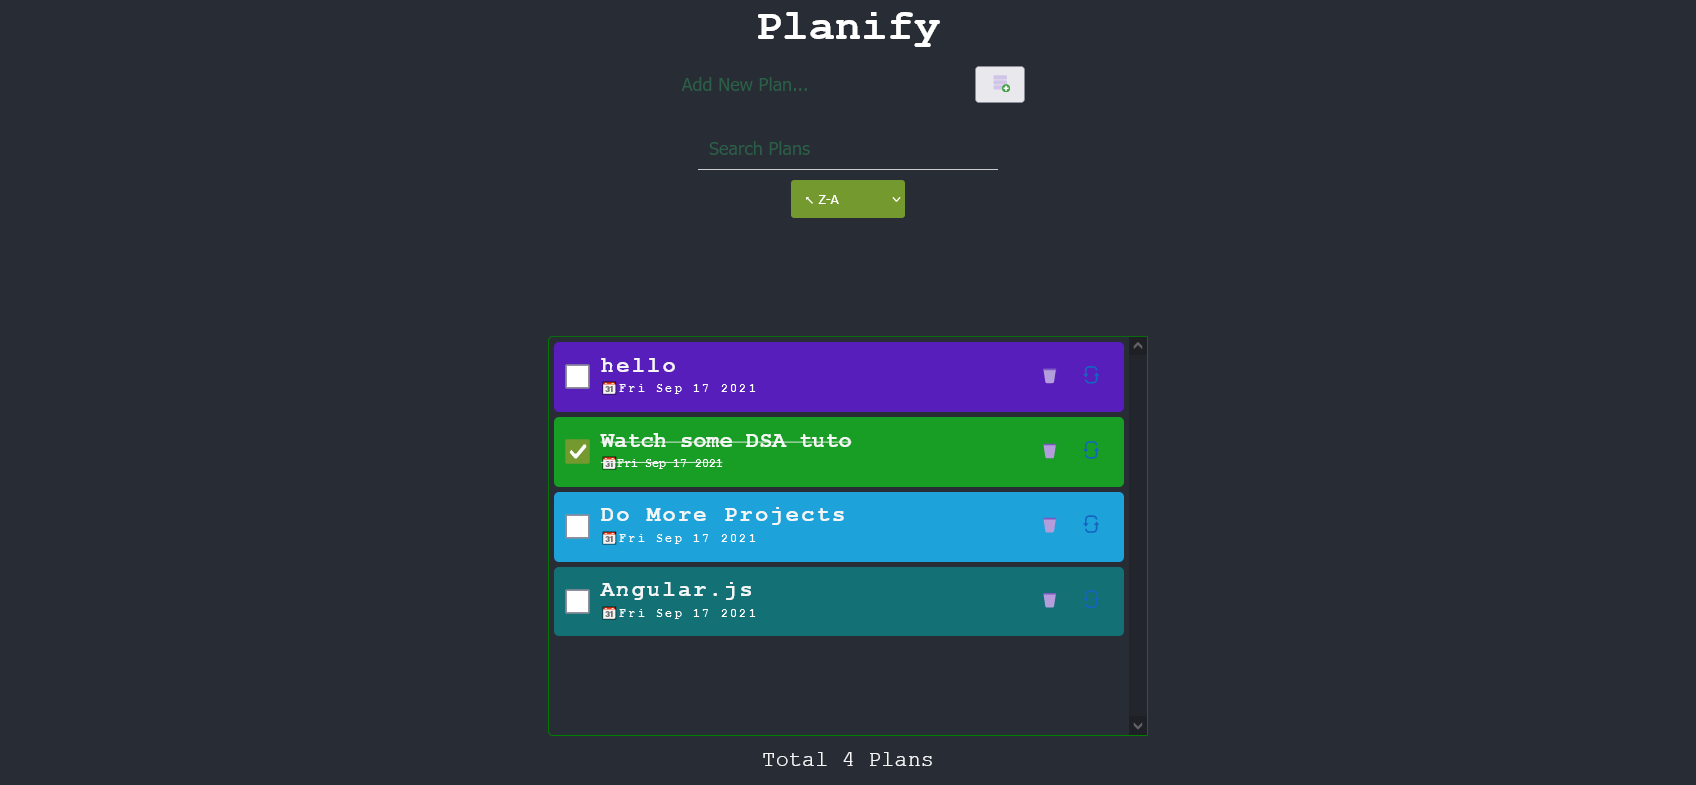 Planify
Add New Plan...
Search Plans
↖ Z-A
hello
📅Fri Sep 17 2021
Watch some DSA tuto
📅Fri Sep 17 2021
Do More Projects
📅Fri Sep 17 2021
Angular.js
📅Fri Sep 17 2021
Total 4 Plans